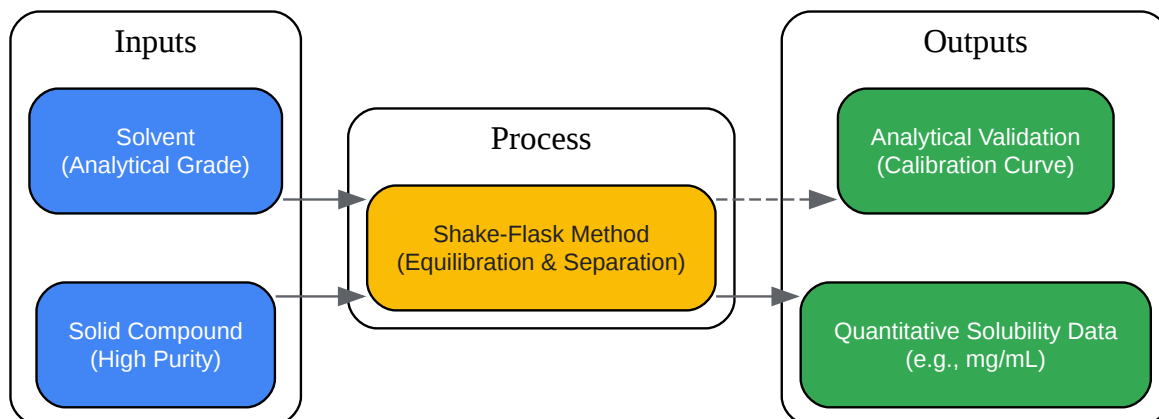 Inputs
Solvent
(Analytical Grade)
Solid Compound
(High Purity)
Process
Shake-Flask Method
(Equilibration & Separation)
Outputs
Analytical Validation
(Calibration Curve)
Quantitative Solubility Data
(e.g., mg/mL)